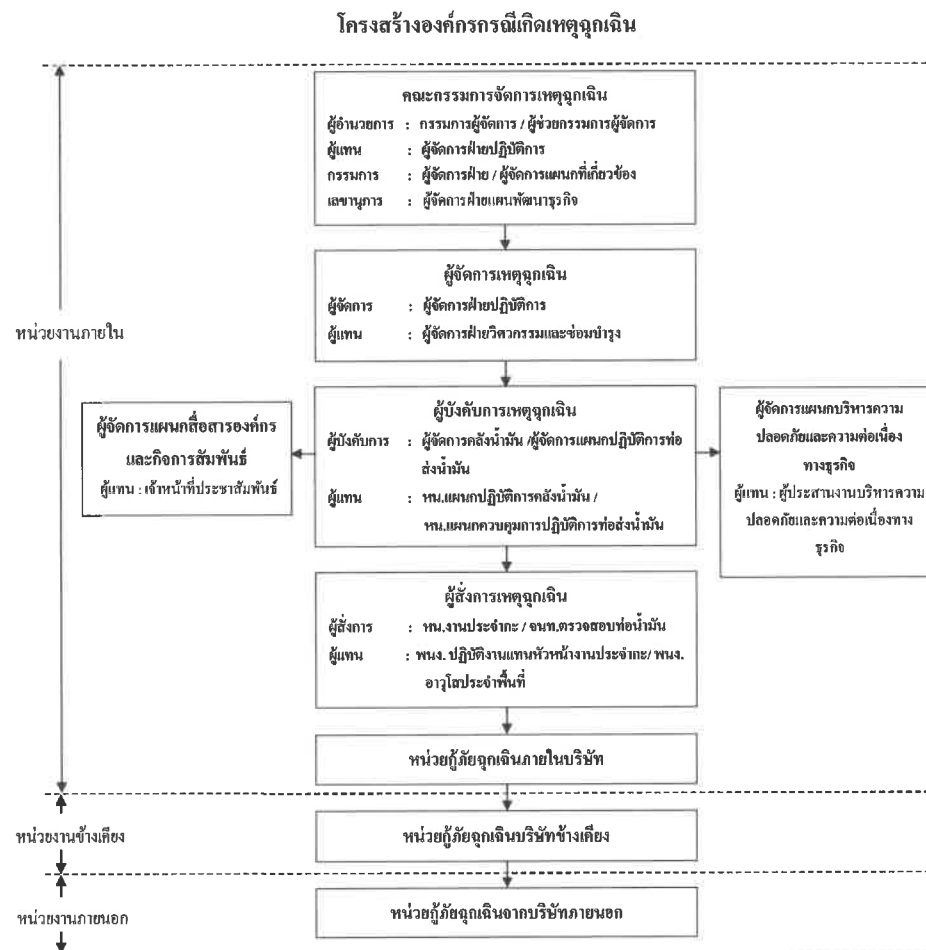 โครงสร้างองค์กรกรณีเกิดเหตุฉุกเฉิน
คณะกรรมการจัดการเหตุฉุกเฉิน
ผู้อำนวยการ : กรรมการผู้จัดการ / ผู้ช่วยกรรมการผู้จัดการ
ผู้แทน : ผู้จัดการฝ่ายปฏิบัติการ
กรรมการ : ผู้จัดการฝ่าย / ผู้จัดการแผนกที่เกี่ยวข้อง
เลขานุการ : ผู้จัดการฝ่ายแผนพัฒนาธุรกิจ
ผู้จัดการเหตุฉุกเฉิน
ผู้จัดการ : ผู้จัดการฝ่ายปฏิบัติการ
ผู้แทน : ผู้จัดการฝ่ายวิศวกรรมและซ่อมบำรุง
หน่วยงานภายใน
ผู้จัดการแผนกสื่อสารองค์กร
และกิจการสัมพันธ์
ผู้แทน : เจ้าหน้าที่ประชาสัมพันธ์
ผู้บังคับการเหตุฉุกเฉิน
ผู้บังคับการ : ผู้จัดการคลังน้ำมัน /ผู้จัดการแผนกปฏิบัติการท่อ
ส่งน้ำมัน
ผู้แทน : หน.แผนกปฏิบัติการคลังน้ำมัน /
หน.แผนกควบคุมการปฏิบัติการท่อส่งน้ำมัน
ผู้จัดการแผนกบริหารความ
ปลอดภัยและความต่อเนื่อง
ทางธุรกิจ
ผู้แทน : ผู้ประสานงานบริหารความ
ปลอดภัยและความต่อเนื่องทาง
ธุรกิจ
ผู้สั่งการเหตุฉุกเฉิน
ผู้สั่งการ : หน.งานประจำกะ / จนท.ตรวจสอบท่อน้ำมัน
ผู้แทน : พนง. ปฏิบัติงานแทนหัวหน้างานประจำกะ/ พนง.
อาวุโสประจำพื้นที่
หน่วยกู้ภัยฉุกเฉินภายในบริษัท
หน่วยงานข้างเคียง
หน่วยกู้ภัยฉุกเฉินบริษัทข้างเคียง
หน่วยงานภายนอก
หน่วยกู้ภัยฉุกเฉินจากบริษัทภายนอก